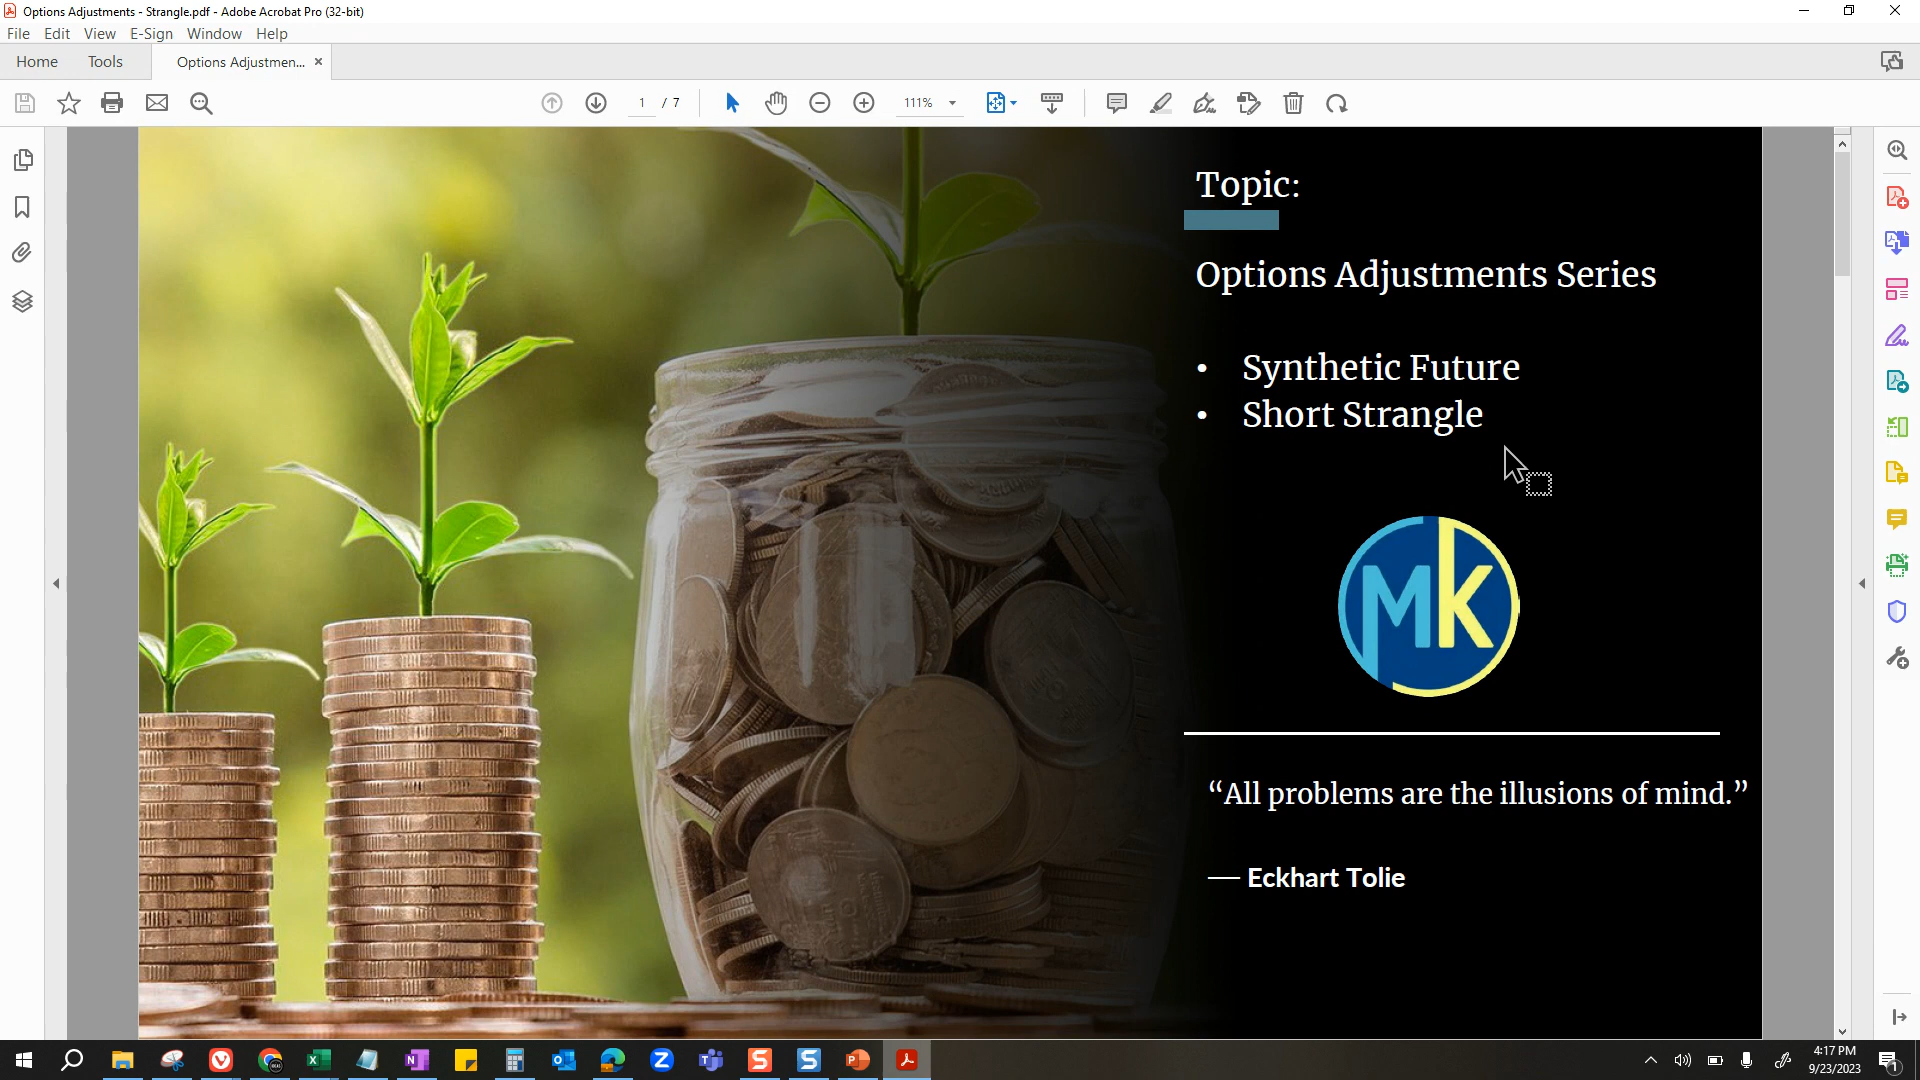 Options Adjustments - Strangle.pdf - Adobe Acrobat Pro (32-bit)
File Edit View E-Sign Window Help
Home Tools Options Adjustmen... ×
1 / 7 111%
Topic:
Options Adjustments Series
• Synthetic Future
• Short Strangle
MK
“All problems are the illusions of mind.”
— Eckhart Tolie
4:17 PM
9/23/2023